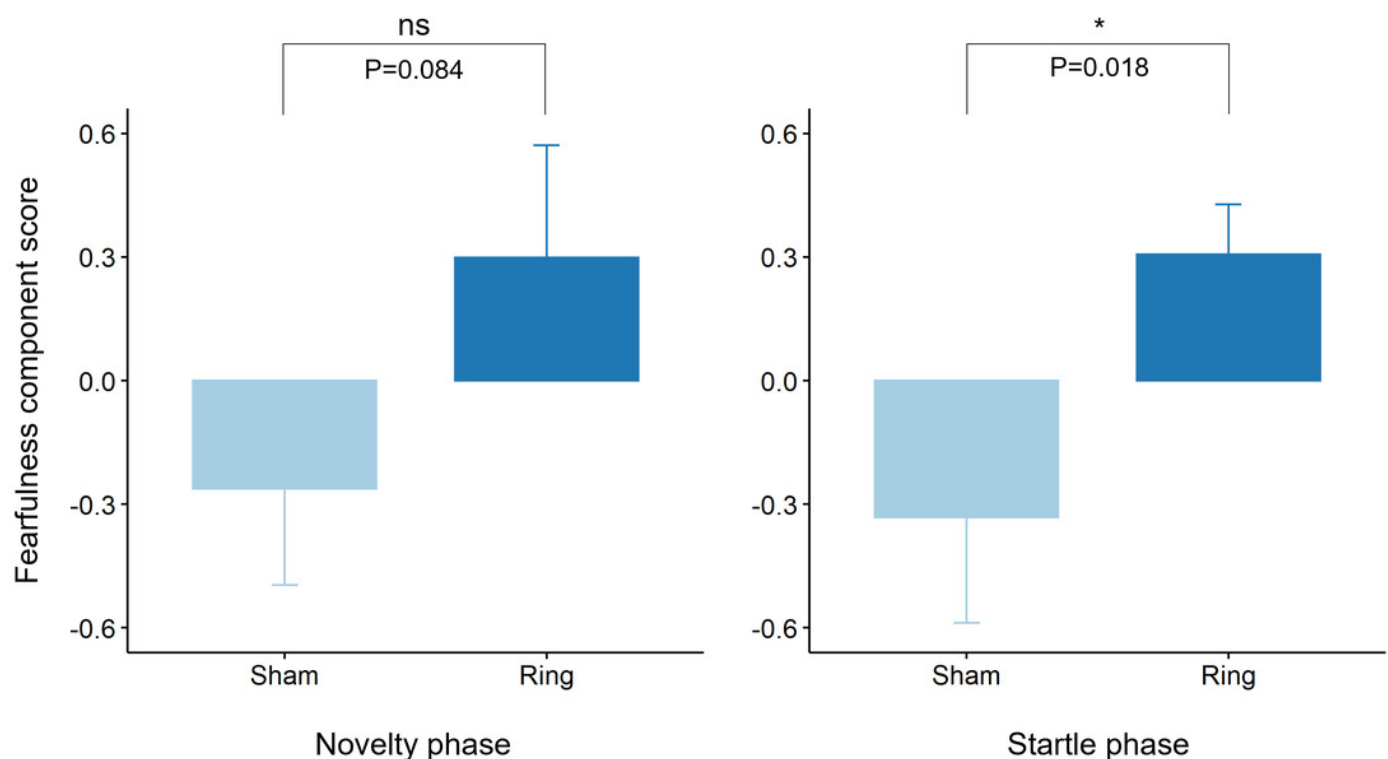 ns
P=0.084
*
P=0.018
Fearfulness component score
0.6
0.3
0.0
-0.3
-0.6
Sham
Ring
Novelty phase
0.6
0.3
0.0
-0.3
-0.6
Sham
Ring
Startle phase